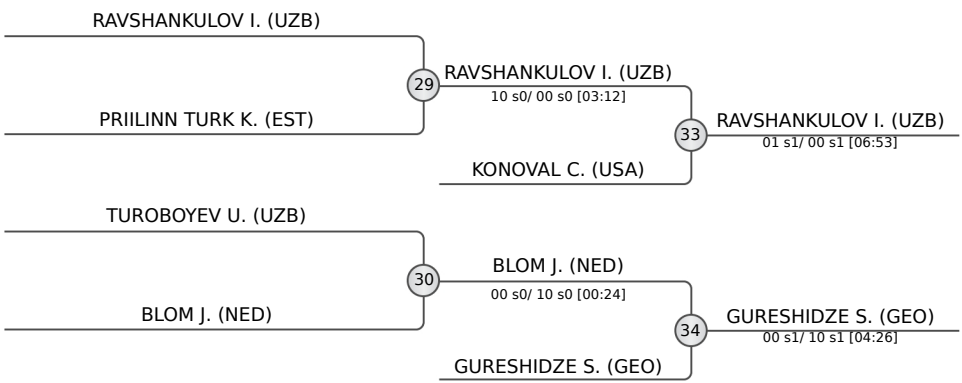 RAVSHANKULOV I. (UZB)
PRIILINN TURK K. (EST)
29
RAVSHANKULOV I. (UZB)
10 s0/ 00 s0 [03:12]
KONOVAL C. (USA)
33
RAVSHANKULOV I. (UZB)
01 s1/ 00 s1 [06:53]
TUROBOYEV U. (UZB)
BLOM J. (NED)
30
BLOM J. (NED)
00 s0/ 10 s0 [00:24]
GURESHIDZE S. (GEO)
34
GURESHIDZE S. (GEO)
00 s1/ 10 s1 [04:26]